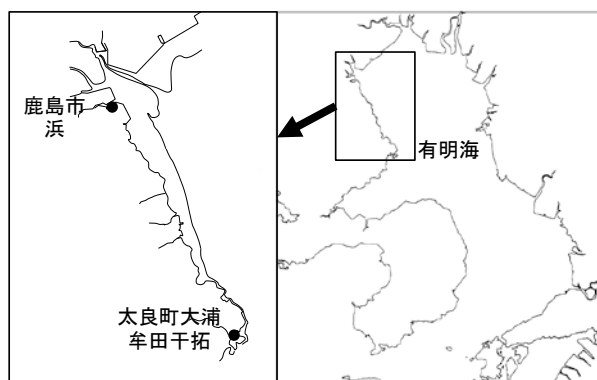 鹿島市
浜
有明海
太良町大浦
牟田干拓